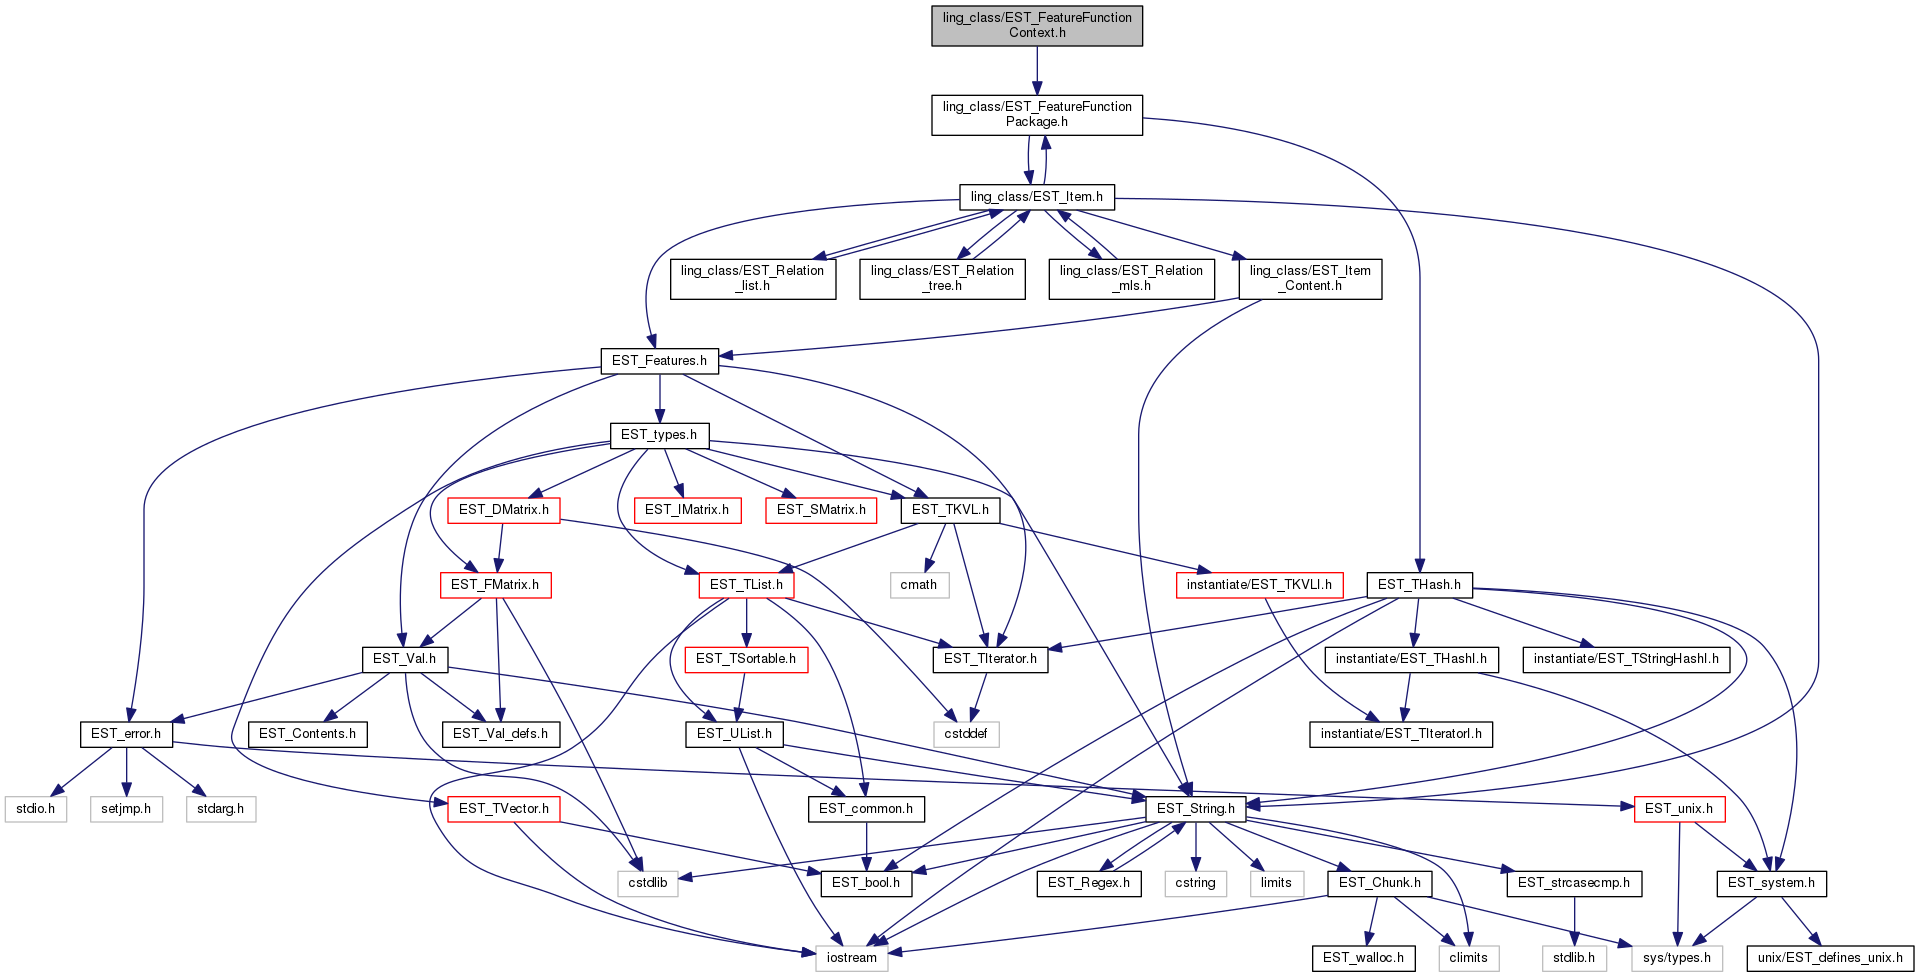 ling_class/EST_FeatureFunction
Context.h
ling_class/EST_FeatureFunction
Package.h
ling_class/EST_Item.h
ling_class/EST_Relation
_list.h
ling_class/EST_Relation
_tree.h
ling_class/EST_Relation
_mls.h
ling_class/EST_Item
_Content.h
EST_Features.h
EST_types.h
EST_DMatrix.h
EST_IMatrix.h
EST_SMatrix.h
EST_TKVL.h
EST_FMatrix.h
EST_TList.h
cmath
instantiate/EST_TKVLI.h
EST_THash.h
EST_Val.h
EST_TSortable.h
EST_TIterator.h
instantiate/EST_THashI.h
instantiate/EST_TStringHashI.h
EST_error.h
EST_Contents.h
EST_Val_defs.h
EST_UList.h
cstddef
instantiate/EST_TIteratorI.h
stdio.h
setjmp.h
stdarg.h
EST_TVector.h
EST_common.h
EST_String.h
EST_unix.h
cstdlib
EST_bool.h
EST_Regex.h
cstring
limits
EST_Chunk.h
EST_strcasecmp.h
EST_system.h
iostream
EST_walloc.h
climits
stdlib.h
sys/types.h
unix/EST_defines_unix.h